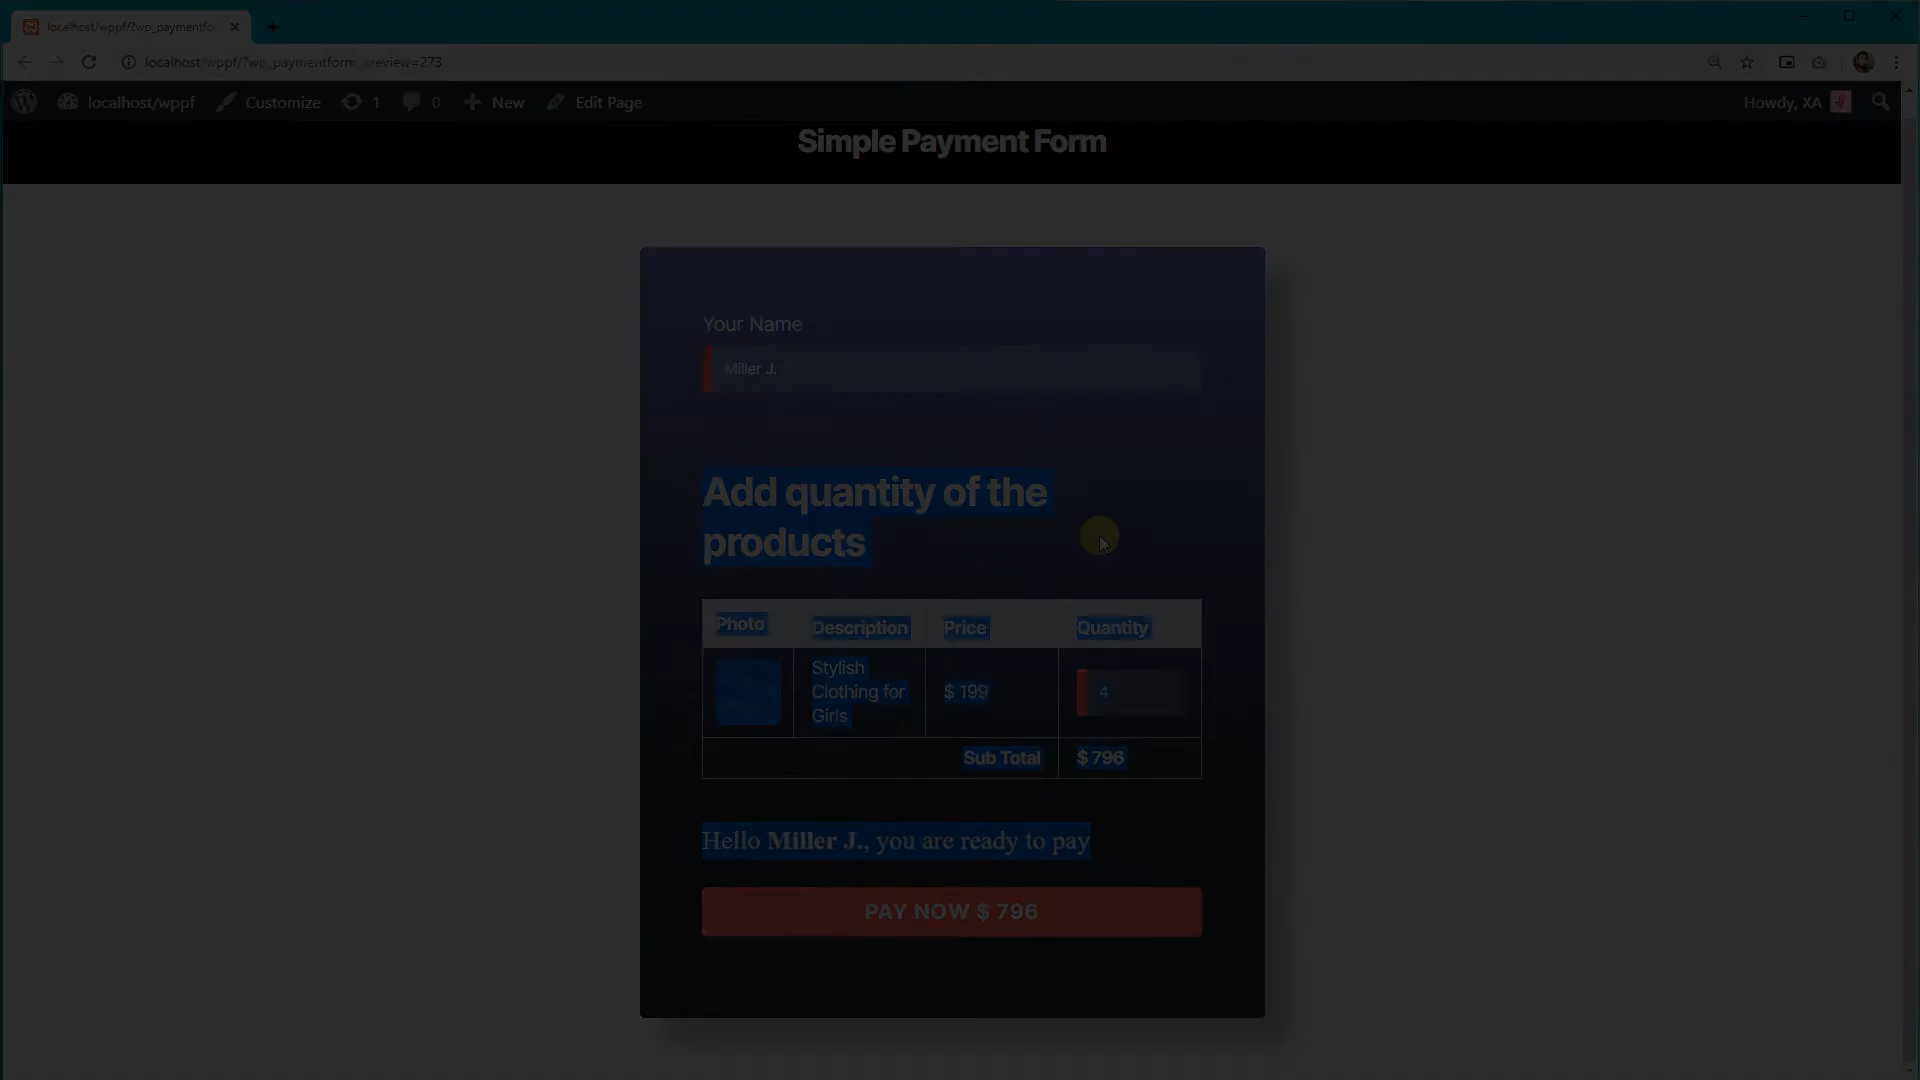 localhost/wppf/?wp_paymentfo
localhost/wppf/?wp_paymentform_preview=273
localhost/wppf Customize 1 0 New Edit Page Howdy, XA
Simple Payment Form
Your Name
Miller J.
Add quantity of the
products
Photo Description Price Quantity
Stylish
Clothing for
Girls
$ 199
4
Sub Total $ 796
Hello Miller J., you are ready to pay
PAY NOW $ 796